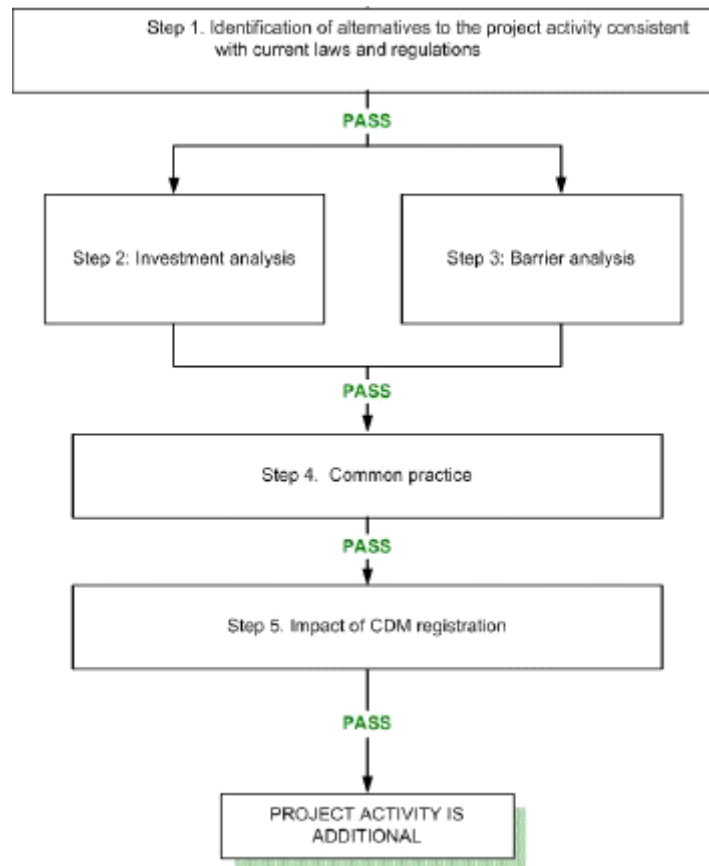 Step 1. Identification of alternatives to the project activity consistent
with current laws and regulations
PASS
Step 2: Investment analysis
Step 3: Barrier analysis
PASS
Step 4. Common practice
PASS
Step 5. Impact of CDM registration
PASS
PROJECT ACTIVITY IS
ADDITIONAL